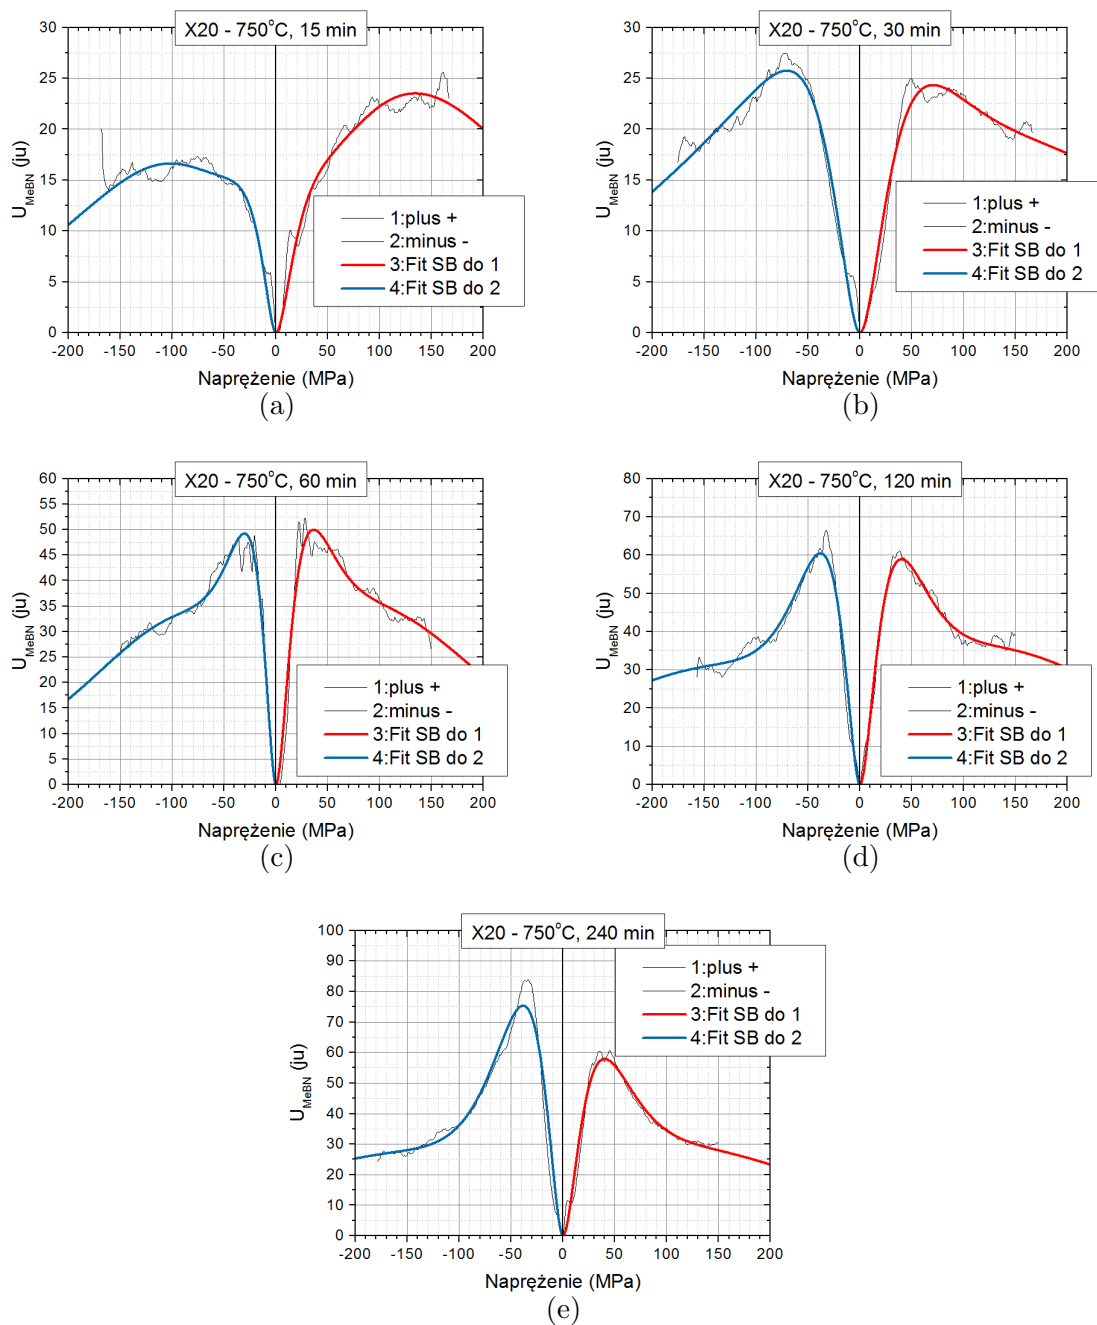 X20 - 750°C, 15 min
30
25
20
15
10
5
0
U_MeBN (ju)
1:plus +
2:minus -
3:Fit SB do 1
4:Fit SB do 2
-200 -150 -100 -50 0 50 100 150 200
Naprężenie (MPa)
(a)
X20 - 750°C, 30 min
30
25
20
15
10
5
0
U_MeBN (ju)
1:plus +
2:minus -
3:Fit SB do 1
4:Fit SB do 2
-200 -150 -100 -50 0 50 100 150 200
Naprężenie (MPa)
(b)
X20 - 750°C, 60 min
60
55
50
45
40
35
30
25
20
15
10
5
0
U_MeBN (ju)
1:plus +
2:minus -
3:Fit SB do 1
4:Fit SB do 2
-200 -150 -100 -50 0 50 100 150 200
Naprężenie (MPa)
(c)
X20 - 750°C, 120 min
80
70
60
50
40
30
20
10
0
U_MeBN (ju)
1:plus +
2:minus -
3:Fit SB do 1
4:Fit SB do 2
-200 -150 -100 -50 0 50 100 150 200
Naprężenie (MPa)
(d)
X20 - 750°C, 240 min
100
90
80
70
60
50
40
30
20
10
0
U_MeBN (ju)
1:plus +
2:minus -
3:Fit SB do 1
4:Fit SB do 2
-200 -150 -100 -50 0 50 100 150 200
Naprężenie (MPa)
(e)